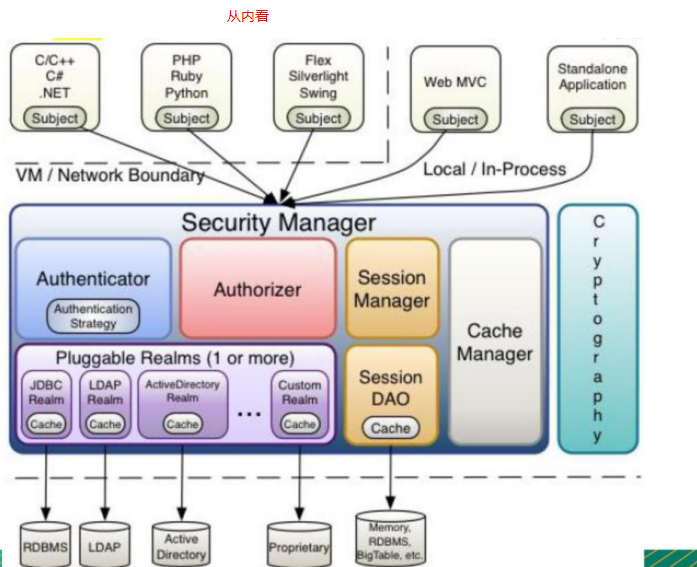 从内看
C/C++
C#
.NET
Subject
PHP
Ruby
Python
Subject
Flex
Silverlight
Swing
Subject
Web MVC
Subject
Standalone
Application
Subject
VM / Network Boundary
Local / In-Process
Security Manager
Authenticator
Authentication
Strategy
Authorizer
Session
Manager
Cache
Manager
Cryptography
Pluggable Realms (1 or more)
JDBC
Realm
Cache
LDAP
Realm
Cache
ActiveDirectory
Realm
Cache
...
Custom
Realm
Cache
Session
DAO
Cache
RDBMS
LDAP
Active
Directory
Proprietary
Memory,
RDBMS,
BigTable, etc.